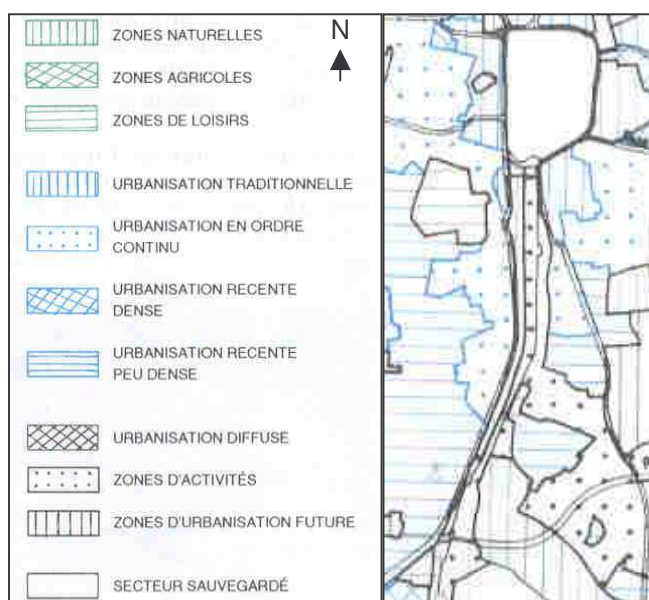 N
ZONES NATURELLES
ZONES AGRICOLES
ZONES DE LOISIRS
URBANISATION TRADITIONNELLE
URBANISATION EN ORDRE
CONTINU
URBANISATION RECENTE
DENSE
URBANISATION RECENTE
PEU DENSE
URBANISATION DIFFUSE
ZONES D'ACTIVITÉS
ZONES D'URBANISATION FUTURE
SECTEUR SAUVEGARDÉ